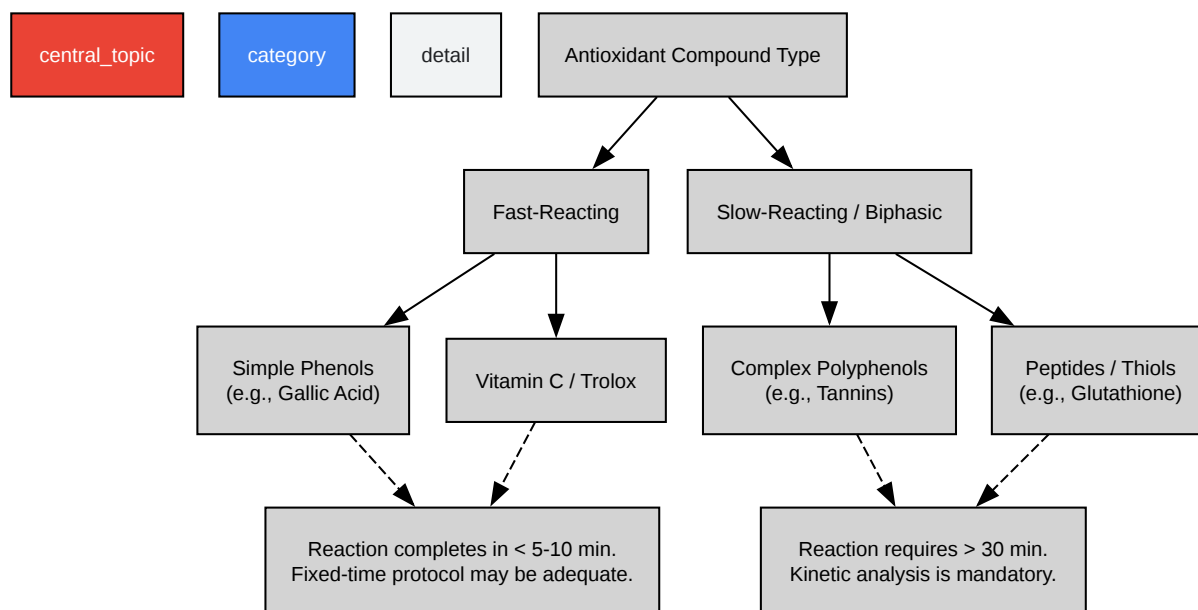 central_topic
category
detail
Antioxidant Compound Type
Fast-Reacting
Slow-Reacting / Biphasic
Simple Phenols
(e.g., Gallic Acid)
Vitamin C / Trolox
Complex Polyphenols
(e.g., Tannins)
Peptides / Thiols
(e.g., Glutathione)
Reaction completes in < 5-10 min.
Fixed-time protocol may be adequate.
Reaction requires > 30 min.
Kinetic analysis is mandatory.